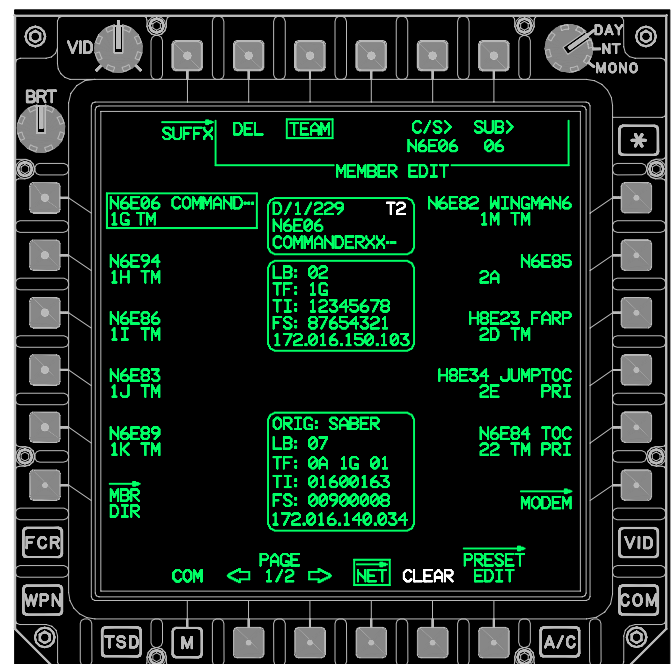 VID
DAY
NT
MONO
BRT
SUFFX DEL TEAM C/S> SUB>
N6E06 06
MEMBER EDIT
*
N6E06 COMMAND··
1G TM
D/1/229 T2
N6E06
COMMANDERXX··
N6E82 WINGMAN6
1M TM
N6E94
1H TM
LB: 02
TF: 1G
TI: 12345678
FS: 87654321
172.016.150.103
N6E85
2A
N6E86
1I TM
H8E23 FARP
2D TM
N6E83
1J TM
H8E34 JUMPTOC
2E PRI
N6E89
1K TM
ORIG: SABER
LB: 07
TF: 0A 1G 01
TI: 01600163
FS: 00900008
172.016.140.034
N6E84 TOC
22 TM PRI
MBR
DIR
MODEM
FCR
VID
PAGE
COM 1/2 NET CLEAR
PRESET
EDIT
WPN
COM
TSD M A/C